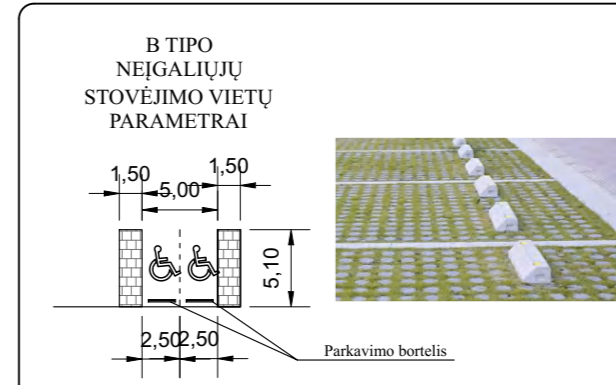 B TIPO
NEĮGALIŲJŲ
STOVĖJIMO VIETŲ
PARAMETRAI
1,50
5,00
1,50
5,10
2,50
2,50
Parkavimo bortelis